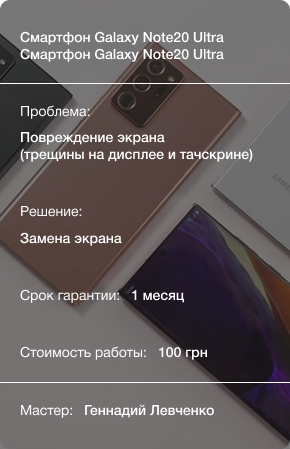 Смартфон Galaxy Note20 Ultra
Смартфон Galaxy Note20 Ultra
Проблема:
Повреждение экрана
(трещины на дисплее и тачскрине)
Решение:
Замена экрана
Срок гарантии: 1 месяц
Стоимость работы: 100 грн
Мастер: Геннадий Левченко